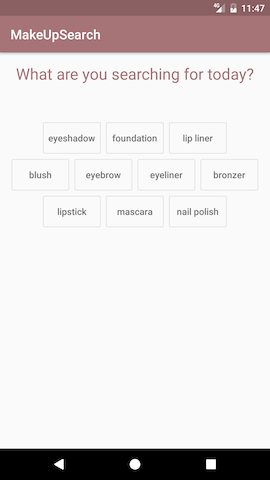 4G 11:47
MakeUpSearch
What are you searching for today?
eyeshadow foundation lip liner
blush eyebrow eyeliner bronzer
lipstick mascara nail polish